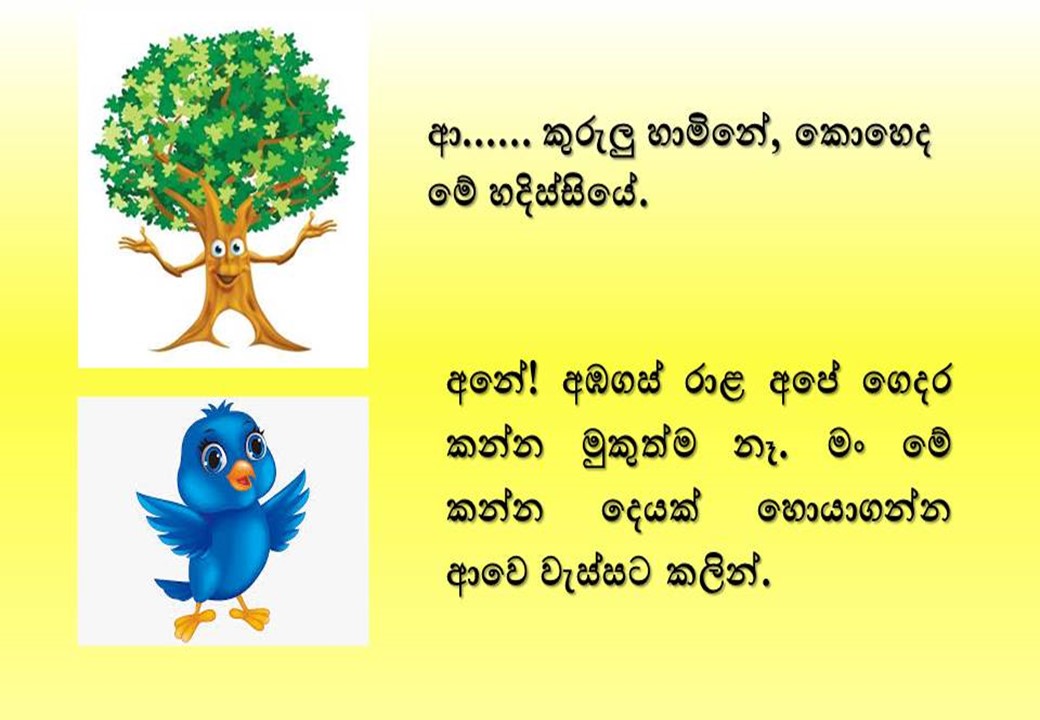 ආ...... කුරුලු හාමිනේ, කොහෙද
මේ හදිස්සියේ.
අනේ! අඹගස් රාළ අපේ ගෙදර
කන්න මුකුත්ම නෑ. මං මේ
කන්න දෙයක් හොයාගන්න
ආවෙ වැස්සට කලින්.